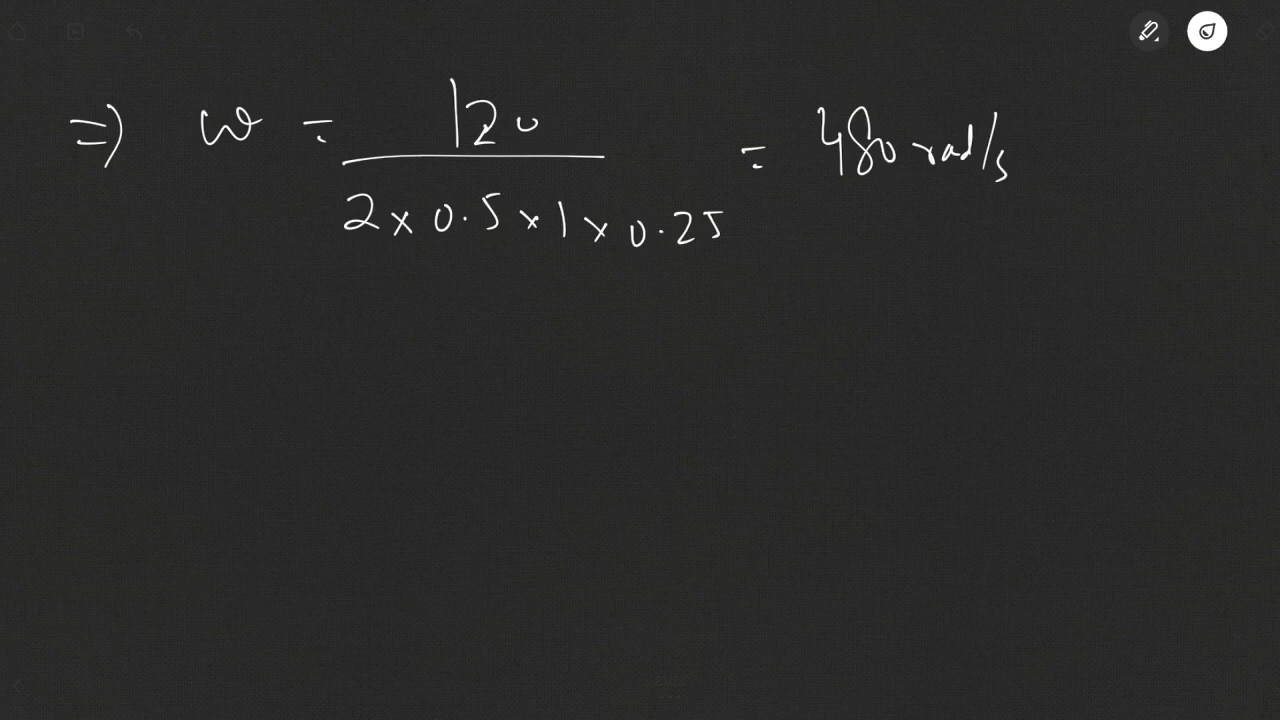 ⇒ ω = 120 / 2 x 0.5 x 1 x 0.25 = 480 rad/s